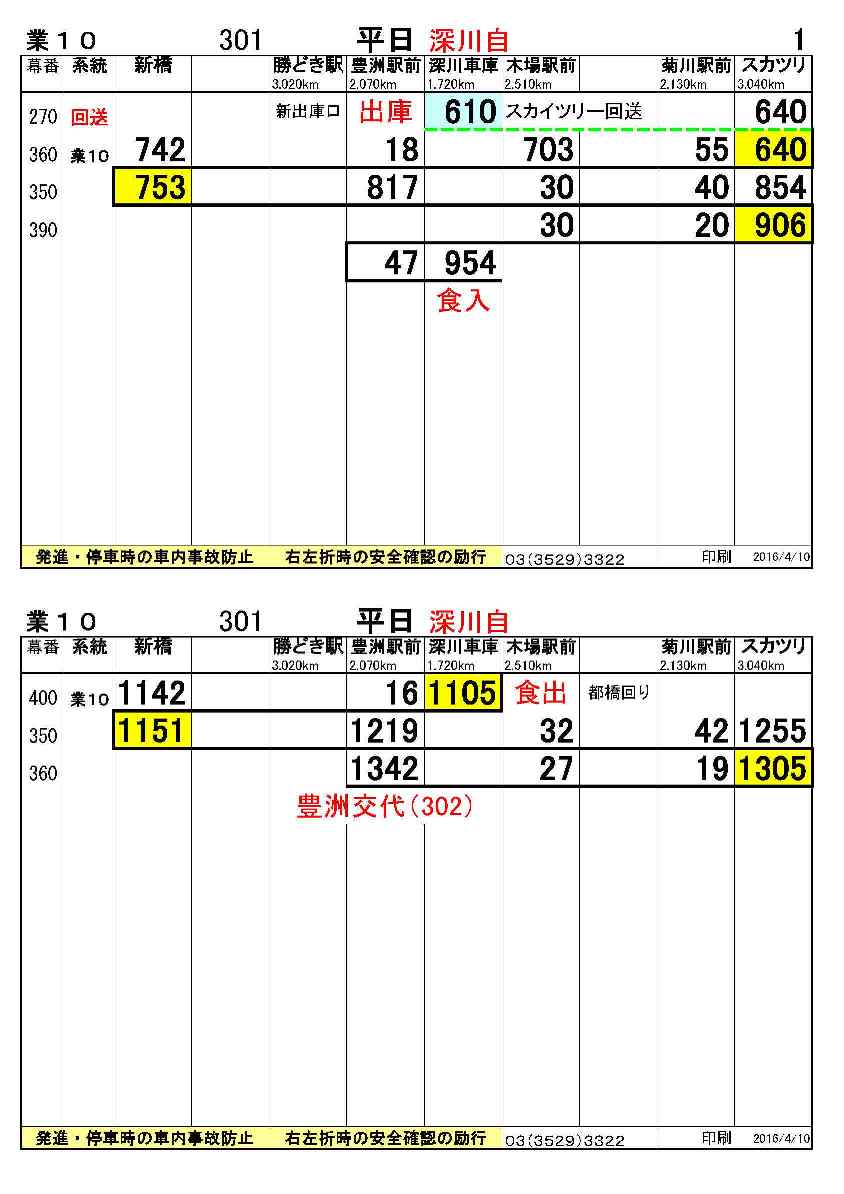 業１０ 301 平日 深川自 1
幕番 系統 新橋 勝どき駅 豊洲駅前 深川車庫 木場駅前 菊川駅前 スカツリ
3.020km 2.070km 1.720km 2.510km 2.130km 3.040km
270 回送 新出庫口 出庫 610 スカイツリー回送 640
360 業10 742 18 703 55 640
350 753 817 30 40 854
390 30 20 906
47 954
食入
発進・停車時の車内事故防止 右左折時の安全確認の励行 03(3529)3322 印刷 2016/4/10
業１０ 301 平日 深川自
幕番 系統 新橋 勝どき駅 豊洲駅前 深川車庫 木場駅前 菊川駅前 スカツリ
3.020km 2.070km 1.720km 2.510km 2.130km 3.040km
400 業10 1142 16 1105 食出 都橋回り
350 1151 1219 32 42 1255
360 1342 27 19 1305
豊洲交代(302)
発進・停車時の車内事故防止 右左折時の安全確認の励行 03(3529)3322 印刷 2016/4/10